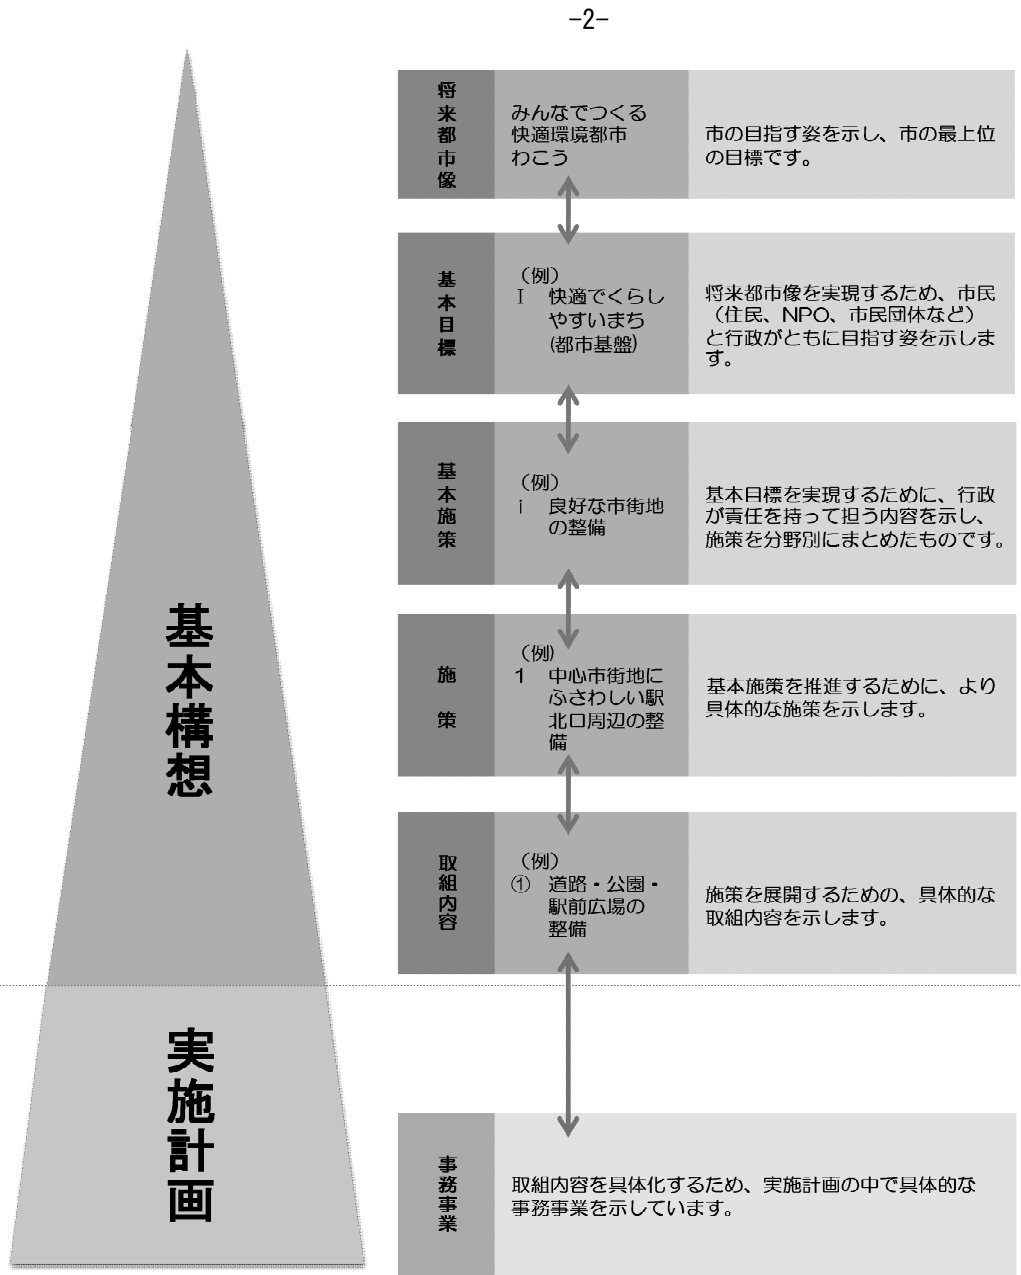 -2-
将来都市像
みんなでつくる
快適環境都市
わこう
市の目指す姿を示し、市の最上位
の目標です。
基本目標
（例）
Ⅰ 快適でくらし
やすいまち
(都市基盤)
将来都市像を実現するため、市民
（住民、NPO、市民団体など）
と行政がともに目指す姿を示しま
す。
基本施策
（例）
ⅰ 良好な市街地
の整備
基本目標を実現するために、行政
が責任を持って担う内容を示し、
施策を分野別にまとめたものです。
施策
（例）
1 中心市街地に
ふさわしい駅
北口周辺の整
備
基本施策を推進するために、より
具体的な施策を示します。
取組内容
（例）
① 道路・公園・
駅前広場の
整備
施策を展開するための、具体的な
取組内容を示します。
基本構想
実施計画
事務事業
取組内容を具体化するため、実施計画の中で具体的な
事務事業を示しています。